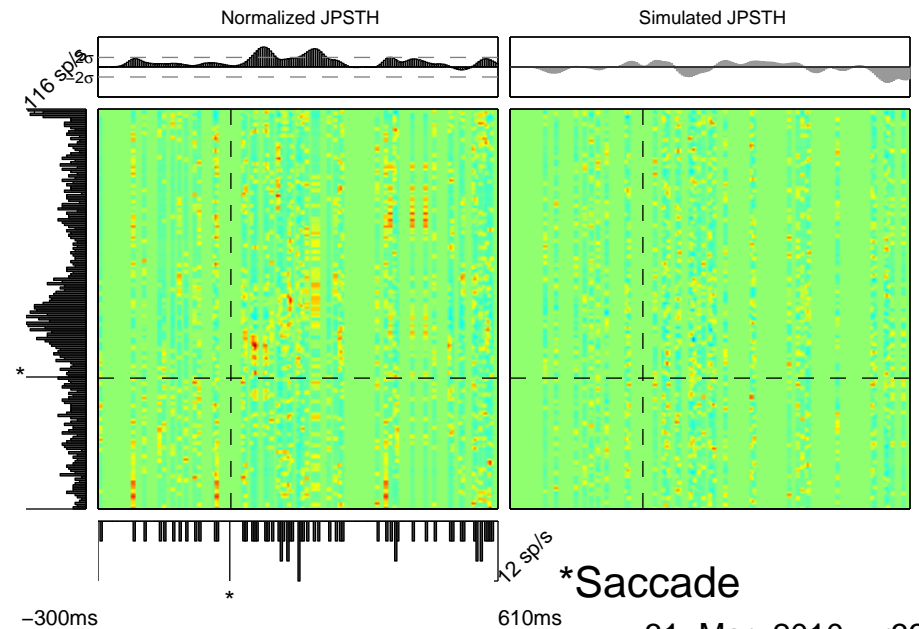 Normalized JPSTH
Simulated JPSTH
116 sp/s
2σ
−2σ
*
*
12 sp/s
*Saccade
−300ms
610ms